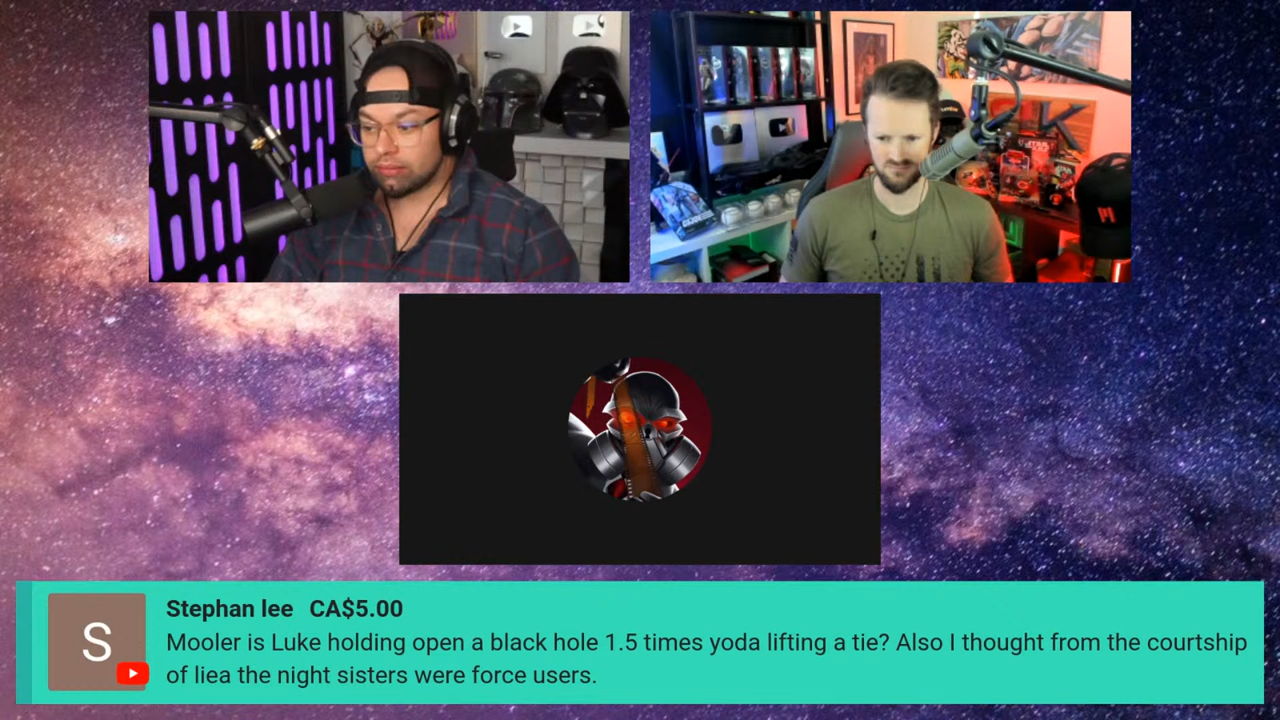 Stephan lee CA$5.00
Mooler is Luke holding open a black hole 1.5 times yoda lifting a tie? Also I thought from the courtship
of liea the night sisters were force users.
S